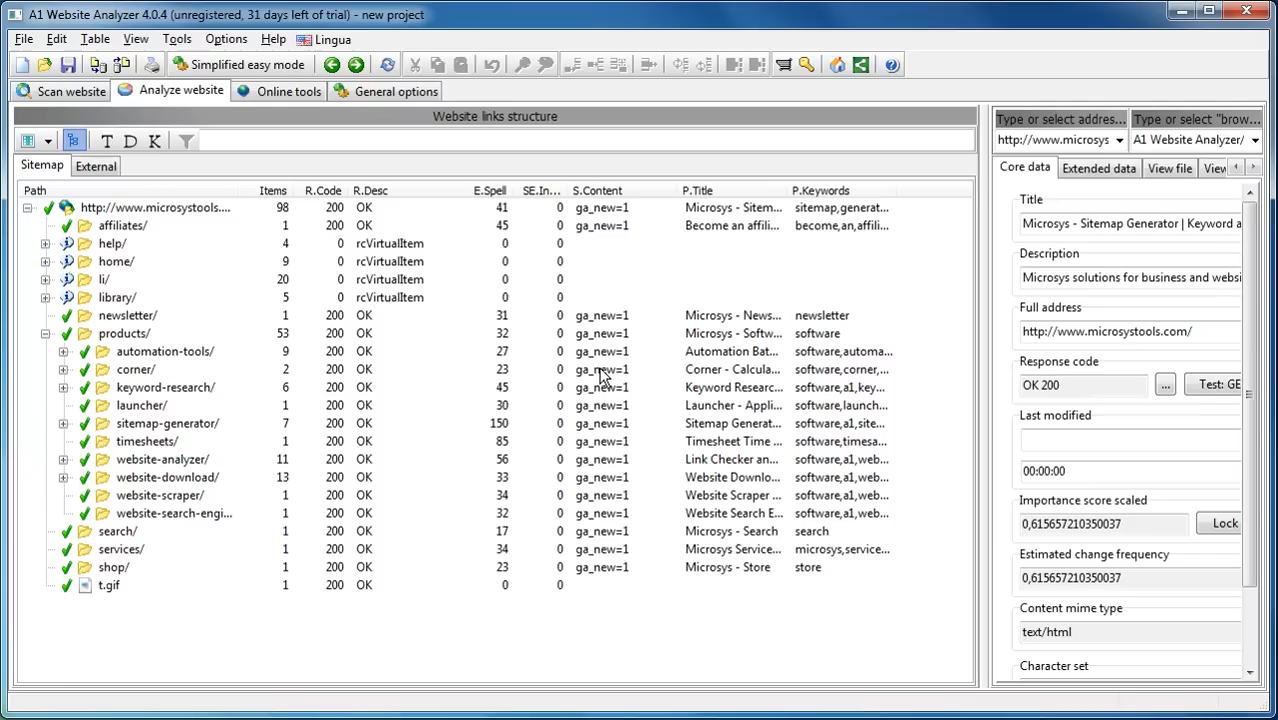 A1 Website Analyzer 4.0.4 (unregistered, 31 days left of trial) - new project
File Edit Table View Tools Options Help Lingua
Simplified easy mode
Scan website Analyze website Online tools General options
Website links structure
T D K
Sitemap External
Path Items R.Code R.Desc E.Spell SE.In... S.Content P.Title P.Keywords
http://www.microsystools.... 98 200 OK 41 0 ga_new=1 Microsys - Sitem... sitemap,generat...
affiliates/ 1 200 OK 45 0 ga_new=1 Become an affili... become,an,affili...
help/ 4 0 rcVirtualItem 0 0
home/ 9 0 rcVirtualItem 0 0
li/ 20 0 rcVirtualItem 0 0
library/ 5 0 rcVirtualItem 0 0
newsletter/ 1 200 OK 31 0 ga_new=1 Microsys - News... newsletter
products/ 53 200 OK 32 0 ga_new=1 Microsys - Softw... software
automation-tools/ 9 200 OK 27 0 ga_new=1 Automation Bat... software,automa...
corner/ 2 200 OK 23 0 ga_new=1 Corner - Calcula... software,corner,...
keyword-research/ 6 200 OK 45 0 ga_new=1 Keyword Researc... software,a1,key...
launcher/ 1 200 OK 30 0 ga_new=1 Launcher - Appli... software,launch...
sitemap-generator/ 7 200 OK 150 0 ga_new=1 Sitemap Generat... software,a1,site...
timesheets/ 1 200 OK 85 0 ga_new=1 Timesheet Time ... software,timesa...
website-analyzer/ 11 200 OK 56 0 ga_new=1 Link Checker an... software,a1,web...
website-download/ 13 200 OK 33 0 ga_new=1 Website Downlo... software,a1,web...
website-scraper/ 1 200 OK 34 0 ga_new=1 Website Scraper ... software,a1,web...
website-search-engi... 1 200 OK 32 0 ga_new=1 Website Search E... software,a1,web...
search/ 1 200 OK 17 0 ga_new=1 Microsys - Search search
services/ 1 200 OK 34 0 ga_new=1 Microsys Service... microsys,service...
shop/ 1 200 OK 23 0 ga_new=1 Microsys - Store store
t.gif 1 200 OK 0 0
Type or select addres... Type or select "brow...
http://www.microsys A1 Website Analyzer/
Core data Extended data View file View
Title
Microsys - Sitemap Generator | Keyword a
Description
Microsys solutions for business and websi
Full address
http://www.microsystools.com/
Response code
OK 200 ... Test: GE
Last modified
00:00:00
Importance score scaled
0,615657210350037 Lock
Estimated change frequency
0,615657210350037
Content mime type
text/html
Character set